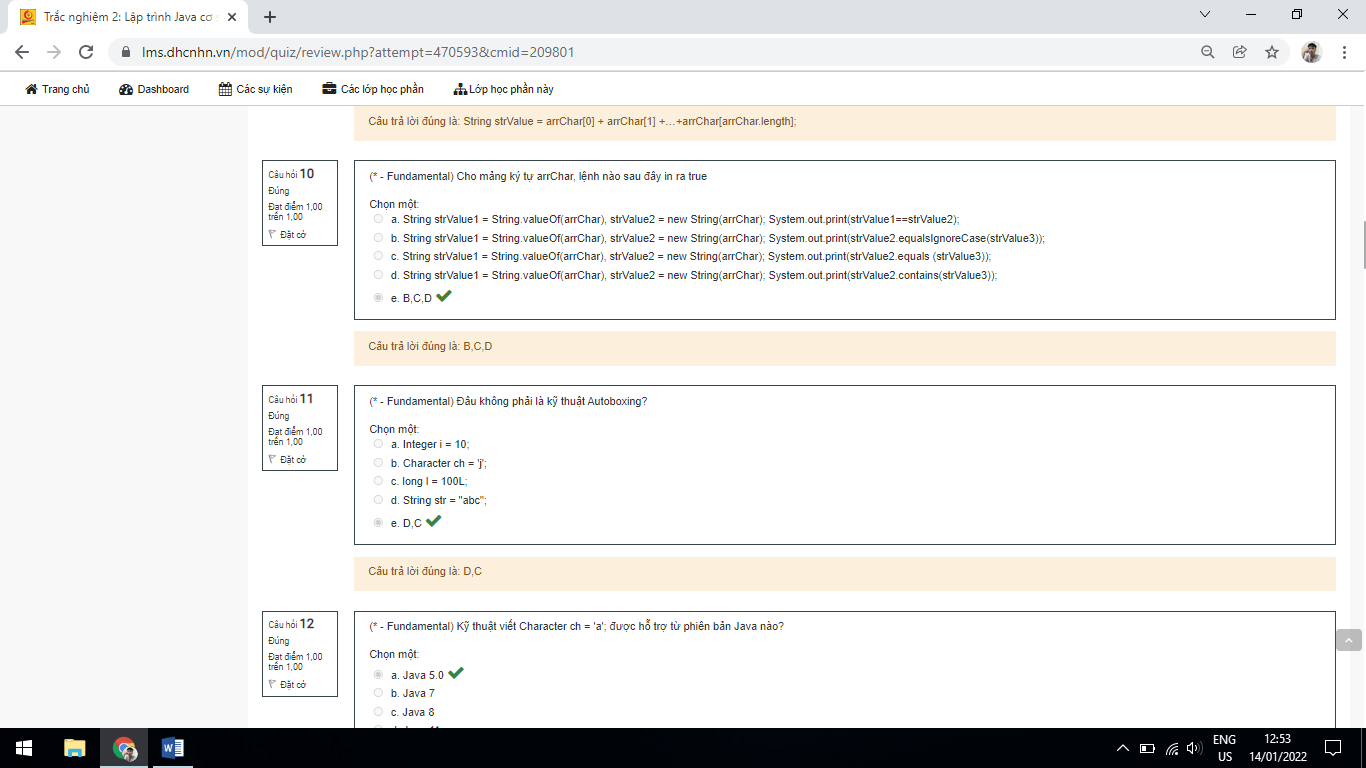 Trắc nghiệm 2: Lập trình Java cơ
lms.dhcnhn.vn/mod/quiz/review.php?attempt=470593&cmid=209801
Trang chủ Dashboard Các sự kiện Các lớp học phần Lớp học phần này
Câu trả lời đúng là: String strValue = arrChar[0] + arrChar[1] +...+arrChar[arrChar.length];
Câu hỏi 10
Đúng
Đạt điểm 1,00
trên 1,00
Đặt cờ
(* - Fundamental) Cho mảng ký tự arrChar, lệnh nào sau đây in ra true
Chọn một:
a. String strValue1 = String.valueOf(arrChar), strValue2 = new String(arrChar); System.out.print(strValue1==strValue2);
b. String strValue1 = String.valueOf(arrChar), strValue2 = new String(arrChar); System.out.print(strValue2.equalsIgnoreCase(strValue3));
c. String strValue1 = String.valueOf(arrChar), strValue2 = new String(arrChar); System.out.print(strValue2.equals (strValue3));
d. String strValue1 = String.valueOf(arrChar), strValue2 = new String(arrChar); System.out.print(strValue2.contains(strValue3));
e. B,C,D
Câu trả lời đúng là: B,C,D
Câu hỏi 11
Đúng
Đạt điểm 1,00
trên 1,00
Đặt cờ
(* - Fundamental) Đâu không phải là kỹ thuật Autoboxing?
Chọn một:
a. Integer i = 10;
b. Character ch = 'j';
c. long l = 100L;
d. String str = "abc";
e. D,C
Câu trả lời đúng là: D,C
Câu hỏi 12
Đúng
Đạt điểm 1,00
trên 1,00
Đặt cờ
(* - Fundamental) Kỹ thuật viết Character ch = 'a'; được hỗ trợ từ phiên bản Java nào?
Chọn một:
a. Java 5.0
b. Java 7
c. Java 8
ENG
US
12:53
14/01/2022